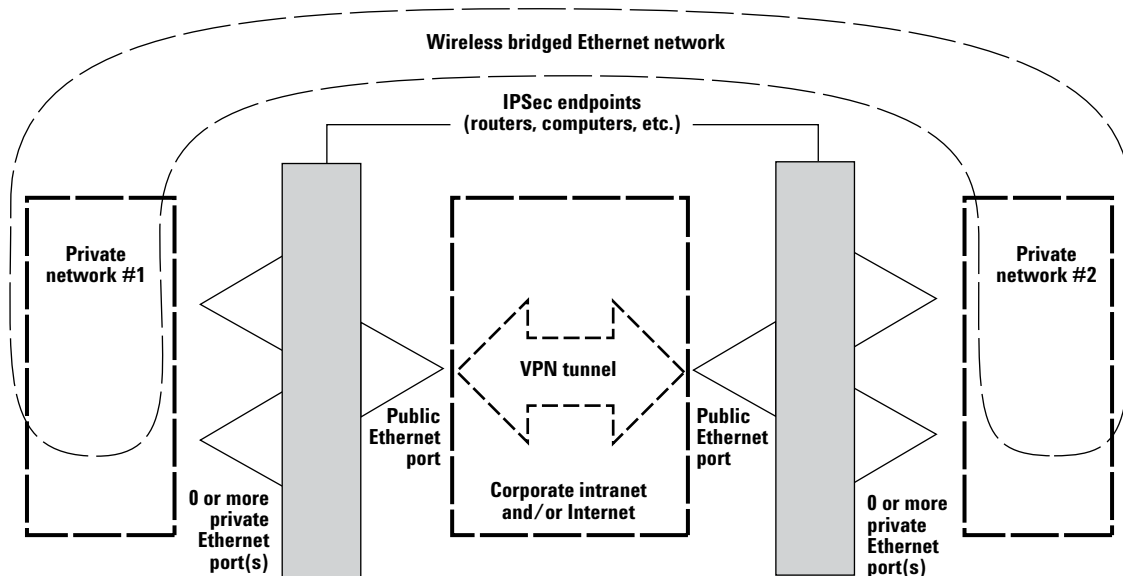 Wireless bridged Ethernet network
IPSec endpoints
(routers, computers, etc.)
Private
network #1
Private
network #2
VPN tunnel
Public
Ethernet
port
Public
Ethernet
port
Corporate intranet
and/or Internet
0 or more
private
Ethernet
port(s)
0 or more
private
Ethernet
port(s)